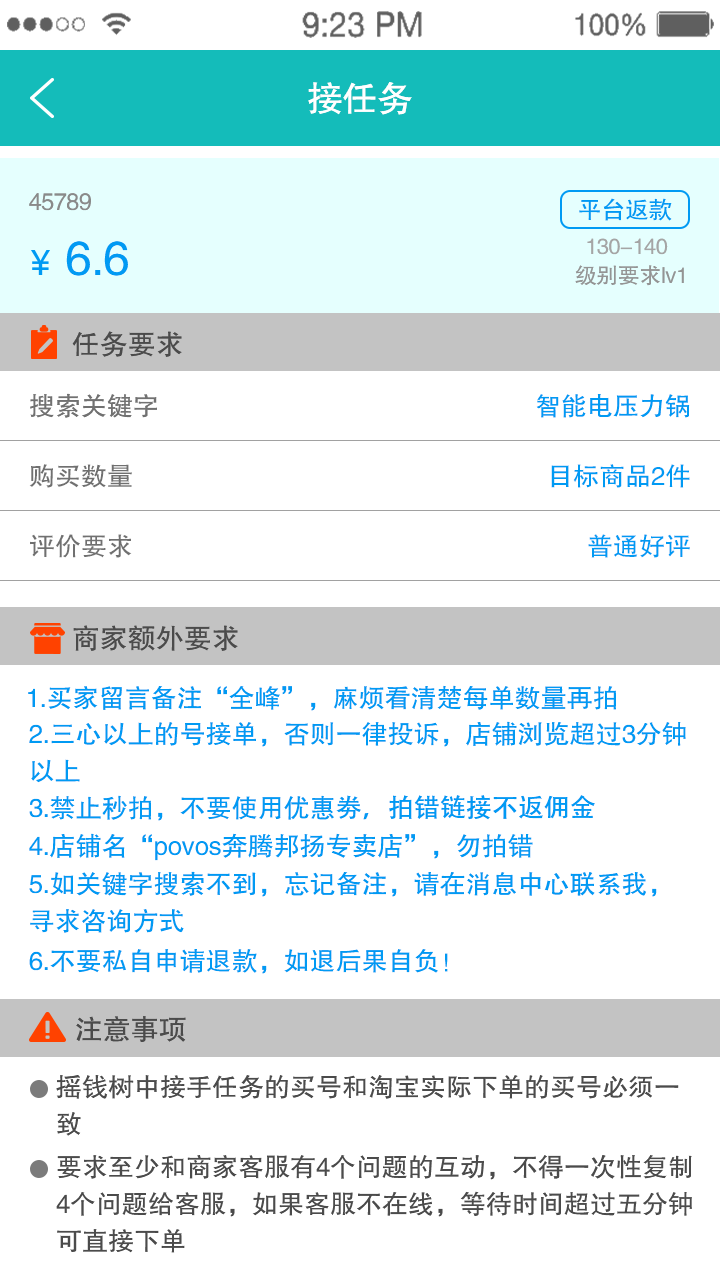 9:23 PM
100%
接任务
45789
平台返款
¥ 6.6
130-140
级别要求lv1
任务要求
搜索关键字
智能电压力锅
购买数量
目标商品2件
评价要求
普通好评
商家额外要求
1.买家留言备注“全峰”，麻烦看清楚每单数量再拍
2.三心以上的号接单，否则一律投诉，店铺浏览超过3分钟
以上
3.禁止秒拍，不要使用优惠券，拍错链接不返佣金
4.店铺名“povos奔腾邦扬专卖店”，勿拍错
5.如关键字搜索不到，忘记备注，请在消息中心联系我，
寻求咨询方式
6.不要私自申请退款，如退后果自负！
注意事项
摇钱树中接手任务的买号和淘宝实际下单的买号必须一
致
要求至少和商家客服有4个问题的互动，不得一次性复制
4个问题给客服，如果客服不在线，等待时间超过五分钟
可直接下单